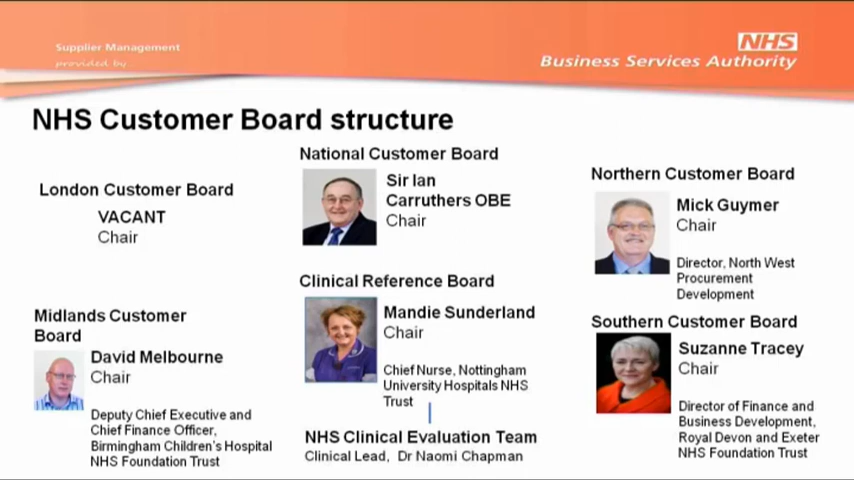 Supplier Management
provided by...
NHS
Business Services Authority
NHS Customer Board structure
National Customer Board
Sir Ian
Carruthers OBE
Chair
London Customer Board
VACANT
Chair
Northern Customer Board
Mick Guymer
Chair
Director, North West
Procurement
Development
Clinical Reference Board
Mandie Sunderland
Chair
Chief Nurse, Nottingham
University Hospitals NHS
Trust
Midlands Customer
Board
David Melbourne
Chair
Deputy Chief Executive and
Chief Finance Officer,
Birmingham Children's Hospital
NHS Foundation Trust
Southern Customer Board
Suzanne Tracey
Chair
Director of Finance and
Business Development,
Royal Devon and Exeter
NHS Foundation Trust
NHS Clinical Evaluation Team
Clinical Lead, Dr Naomi Chapman